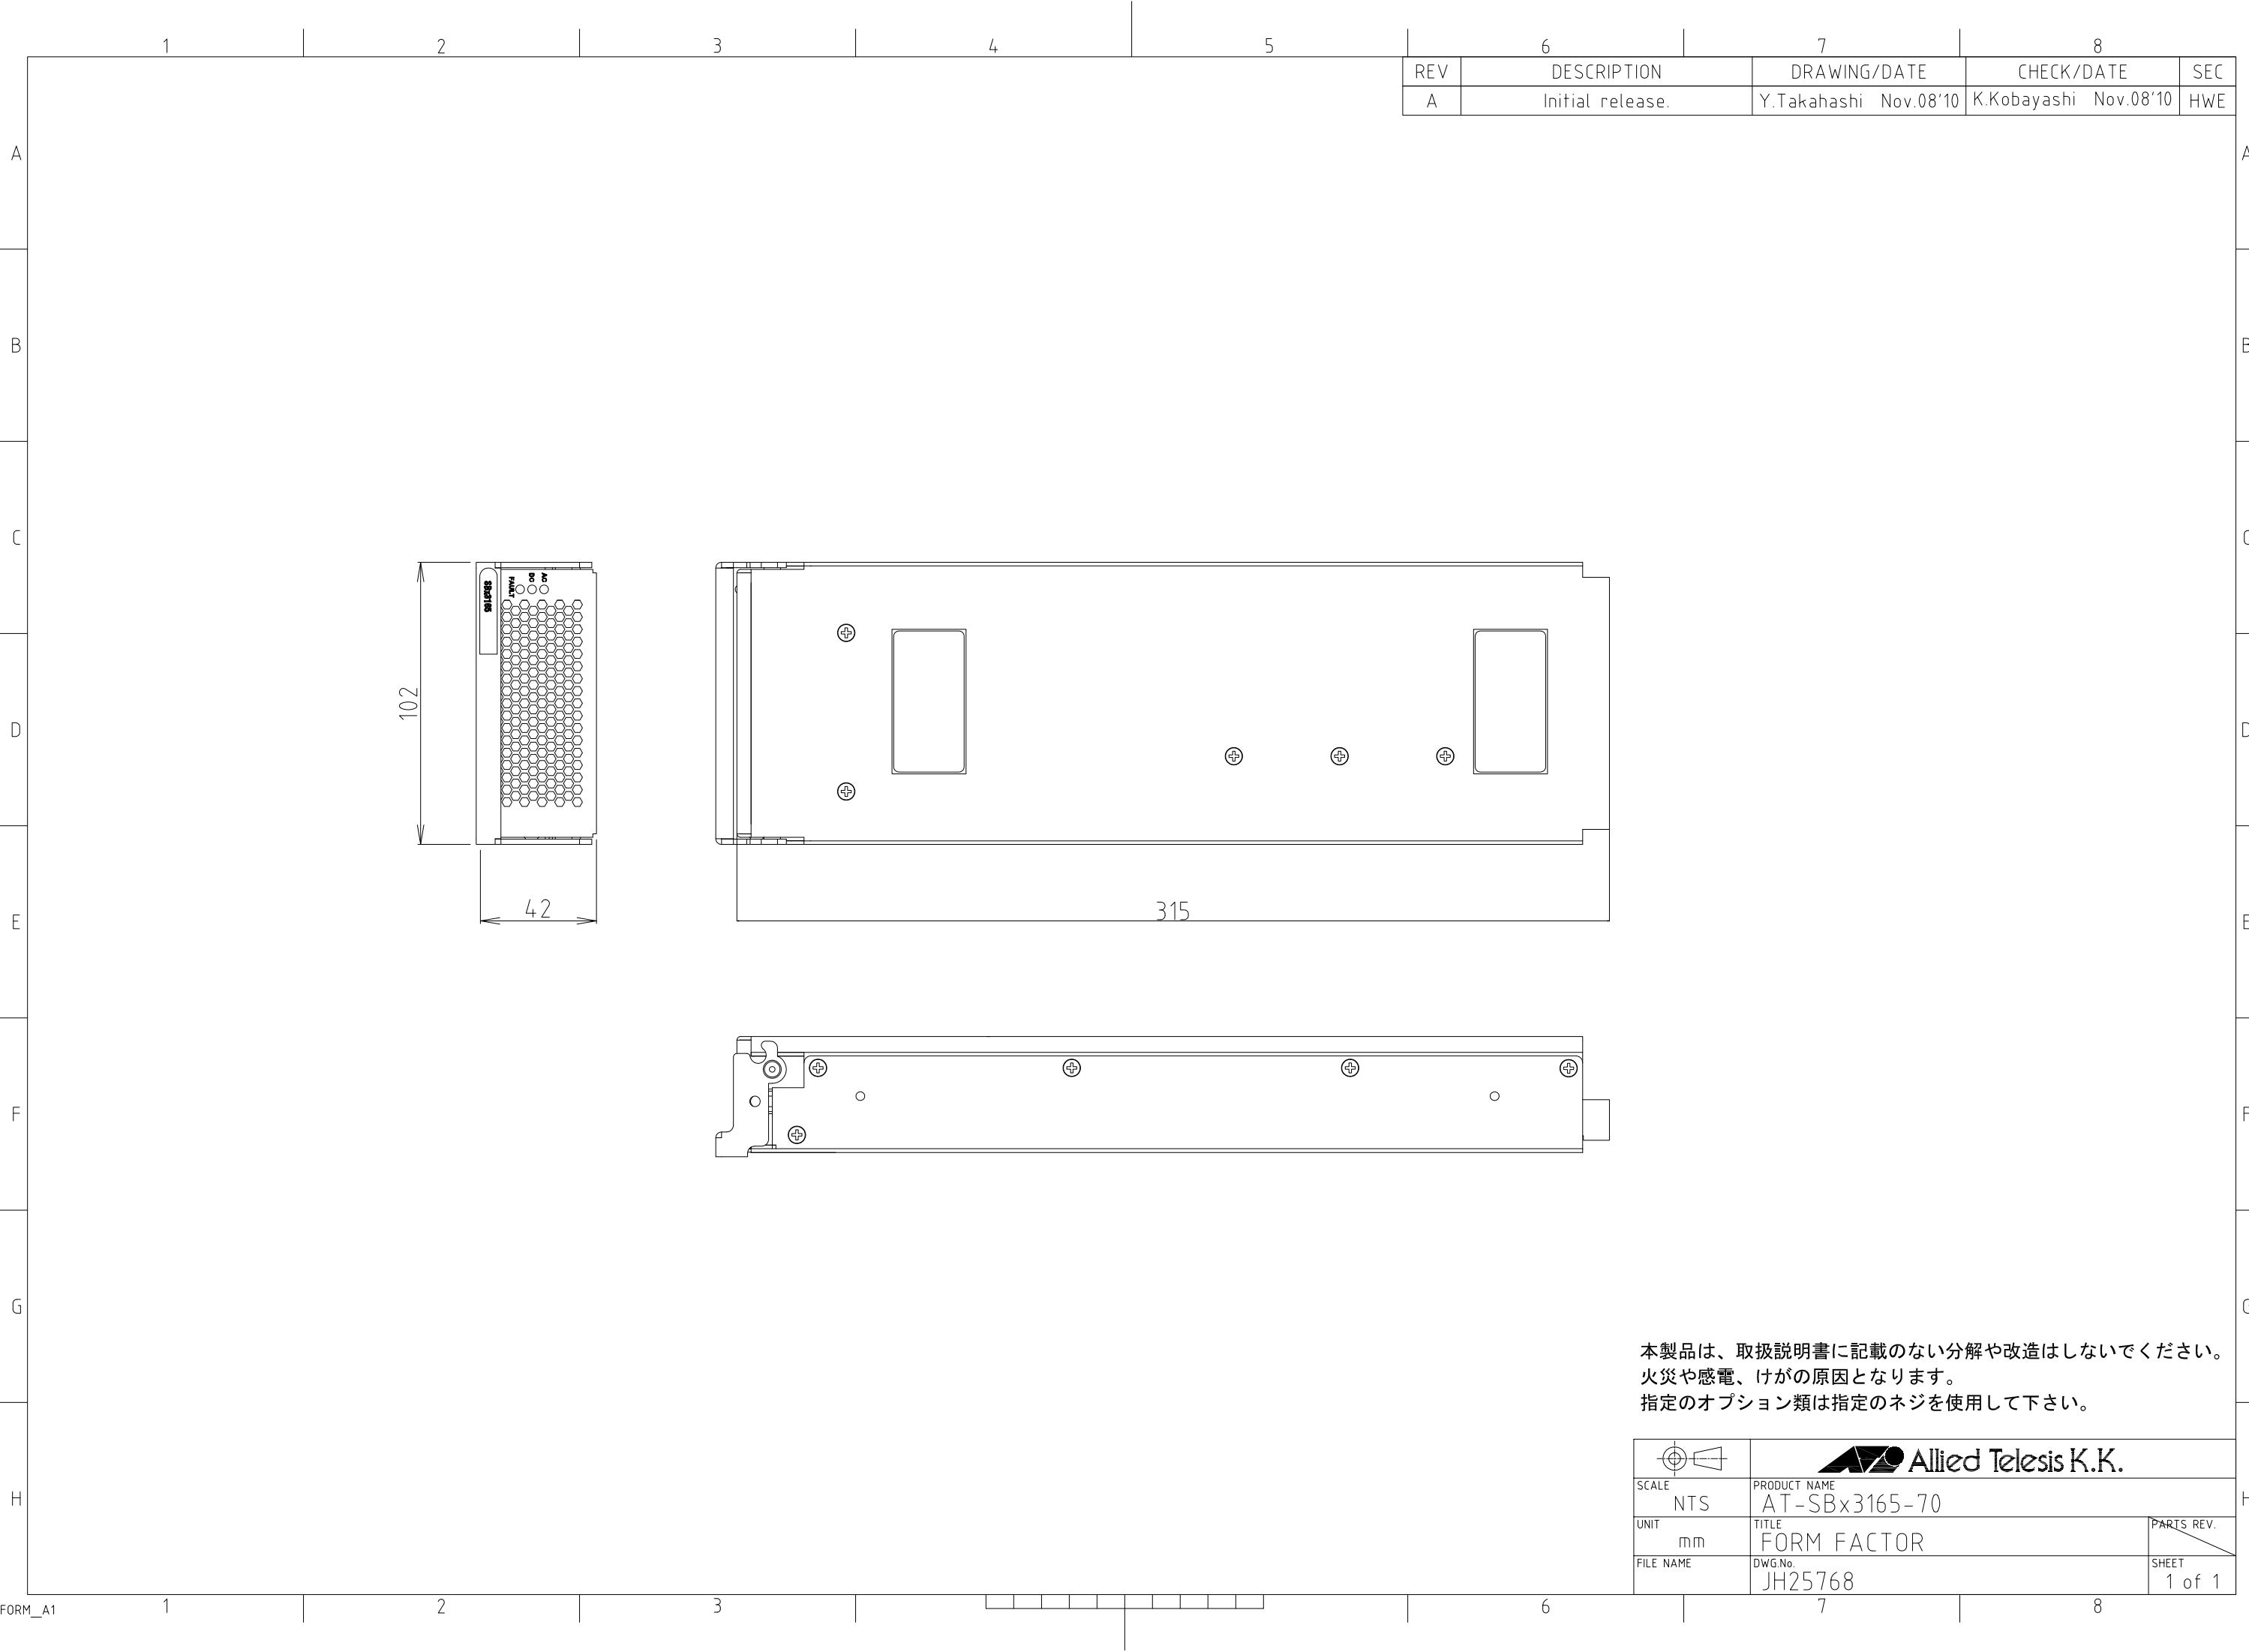 1 2 3 4 5 6 7 8
REV DESCRIPTION DRAWING/DATE CHECK/DATE SEC
A Initial release. Y.Takahashi Nov.08'10 K.Kobayashi Nov.08'10 HWE
A A
B B
C C
D D
E E
F F
G G
H H
SBx3165
FAULT
DC
AC
102
42
315
本製品は、取扱説明書に記載のない分解や改造はしないでください。
火災や感電、けがの原因となります。
指定のオプション類は指定のネジを使用して下さい。
Allied Telesis K.K.
SCALE
NTS
PRODUCT NAME
AT-SBx3165-70
UNIT
mm
TITLE
FORM FACTOR
PARTS REV.
FILE NAME
DWG.No.
JH25768
SHEET
1 of 1
FORM_A1
1 2 3 6 7 8